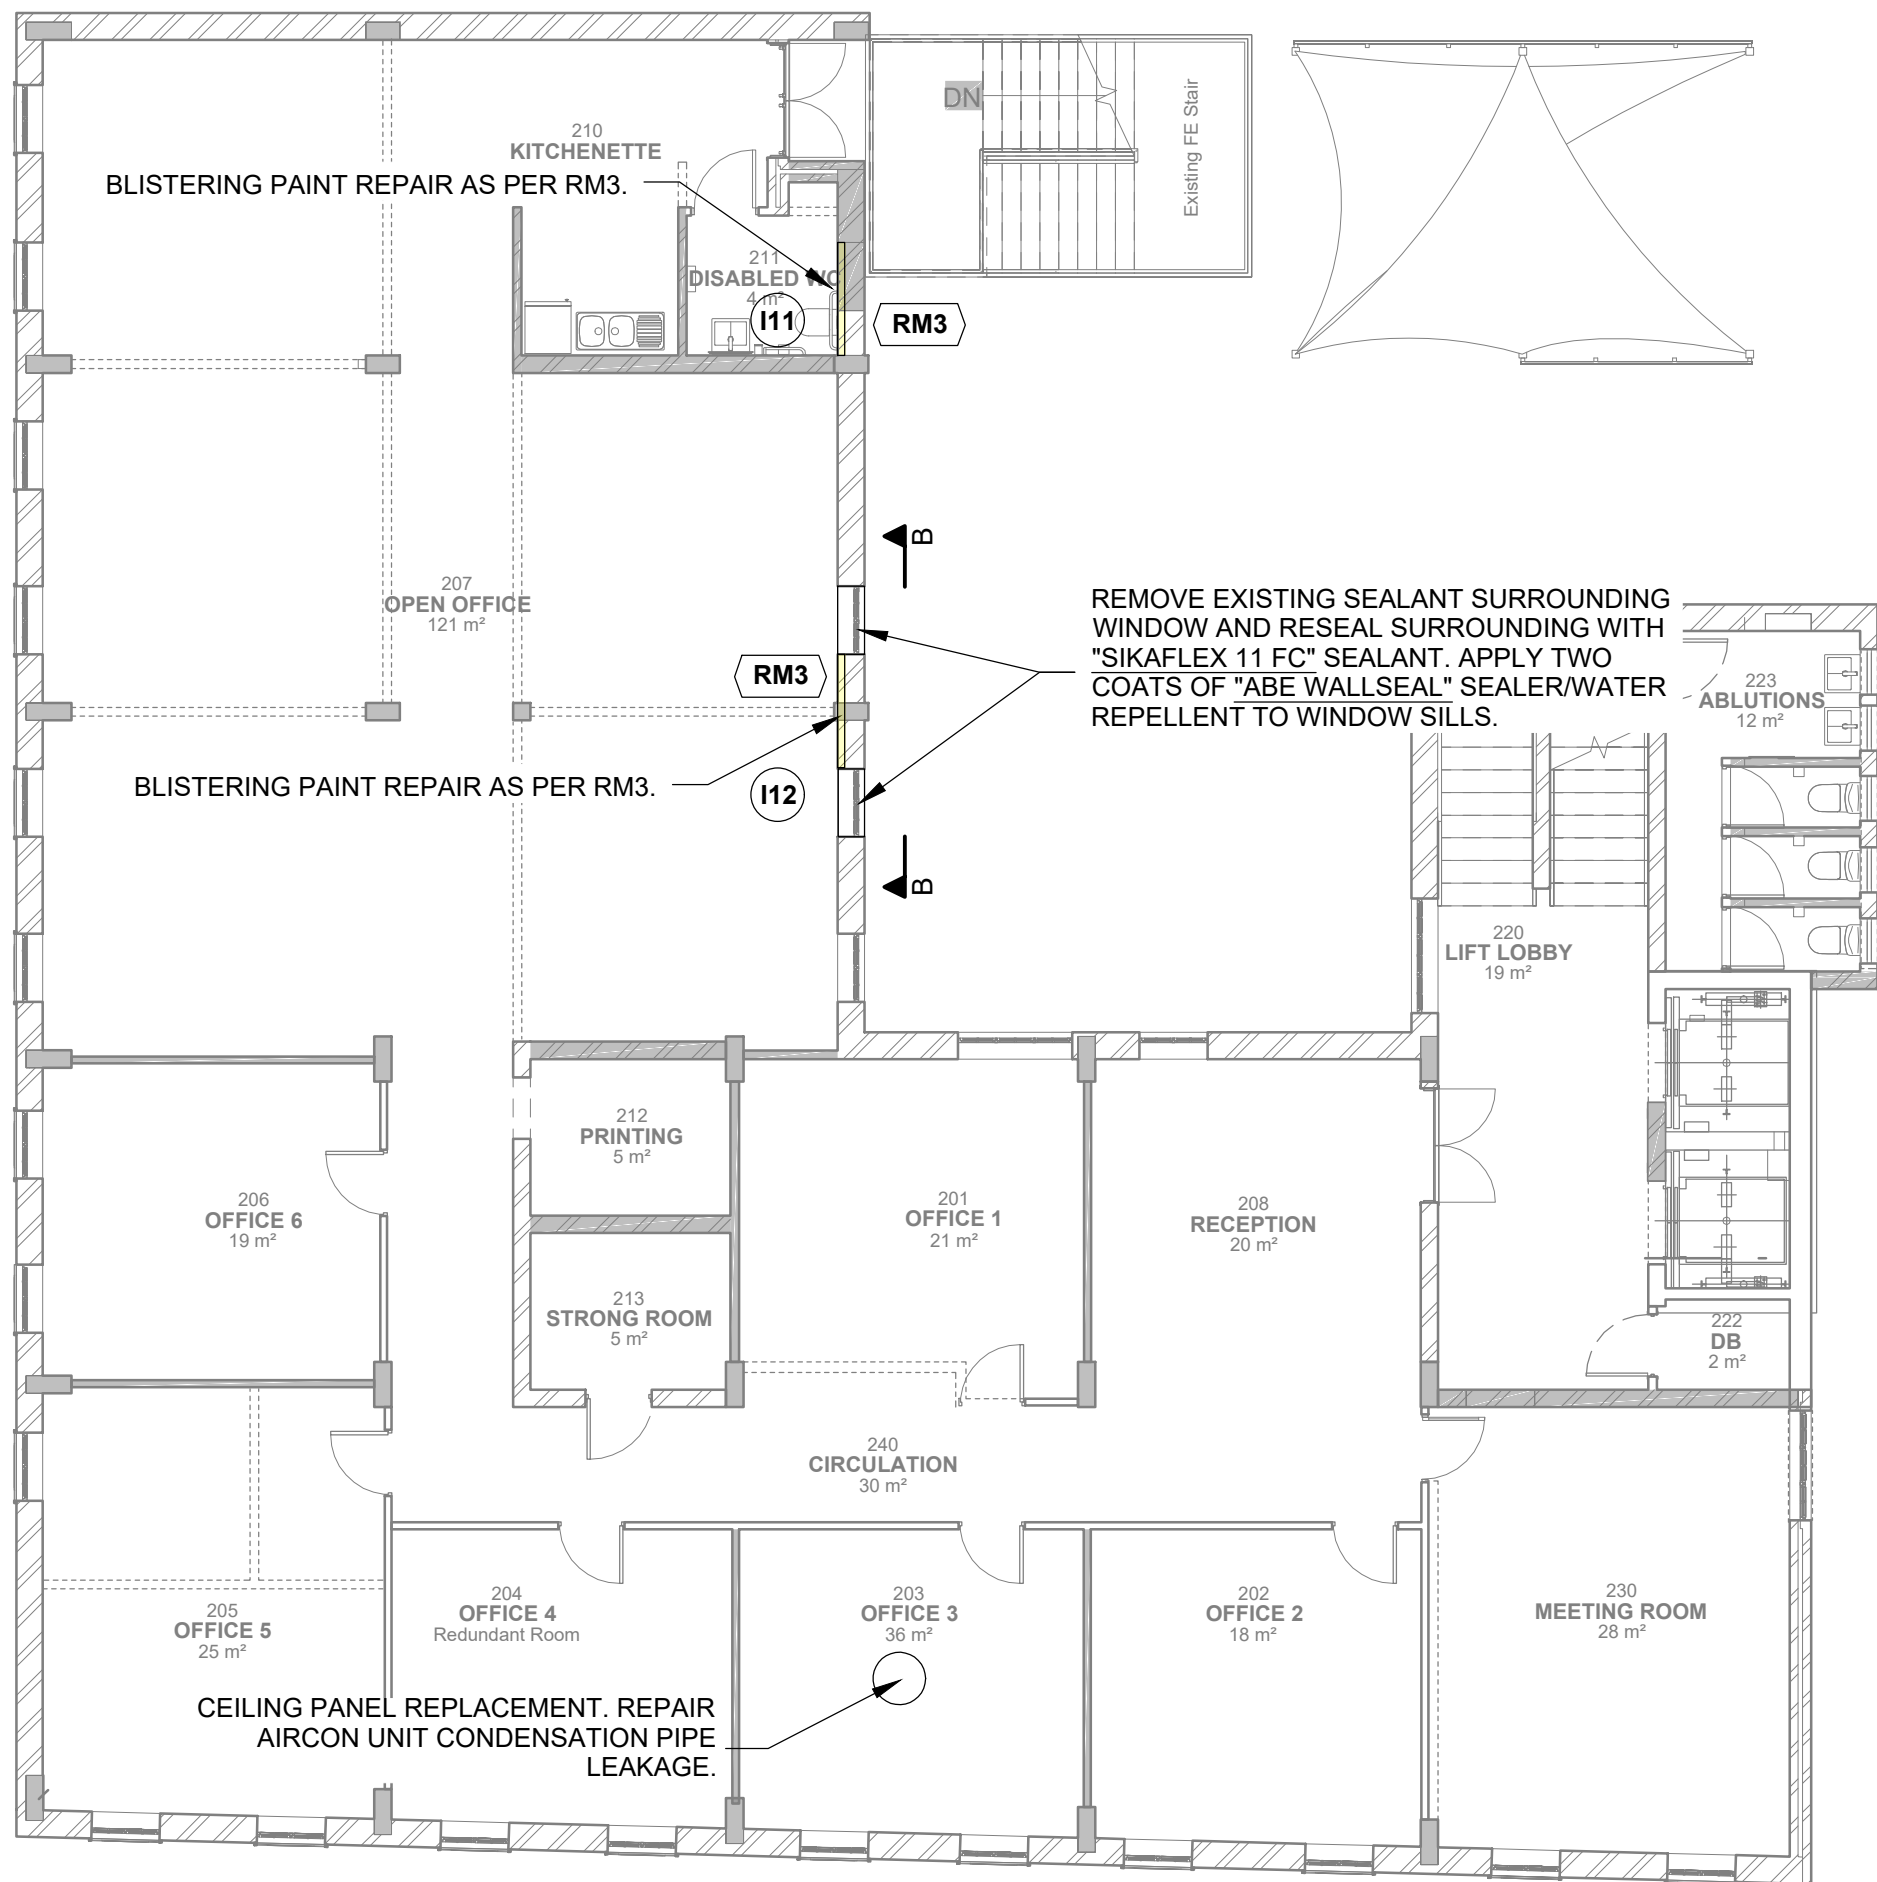 DN
Existing FE Stair
210
KITCHENETTE
BLISTERING PAINT REPAIR AS PER RM3.
211
DISABLED WC
4 m²
I11
RM3
B
207
OPEN OFFICE
121 m²
REMOVE EXISTING SEALANT SURROUNDING
WINDOW AND RESEAL SURROUNDING WITH
"SIKAFLEX 11 FC" SEALANT. APPLY TWO
COATS OF "ABE WALLSEAL" SEALER/WATER
REPELLENT TO WINDOW SILLS.
RM3
223
ABLUTIONS
12 m²
BLISTERING PAINT REPAIR AS PER RM3.
I12
B
220
LIFT LOBBY
19 m²
212
PRINTING
5 m²
206
OFFICE 6
19 m²
201
OFFICE 1
21 m²
208
RECEPTION
20 m²
213
STRONG ROOM
5 m²
222
DB
2 m²
240
CIRCULATION
30 m²
205
OFFICE 5
25 m²
204
OFFICE 4
Redundant Room
203
OFFICE 3
36 m²
202
OFFICE 2
18 m²
230
MEETING ROOM
28 m²
CEILING PANEL REPLACEMENT. REPAIR
AIRCON UNIT CONDENSATION PIPE
LEAKAGE.